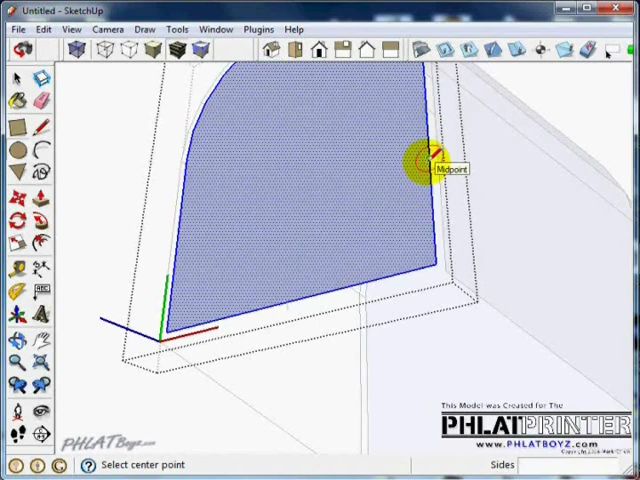 Untitled - SketchUp
File Edit View Camera Draw Tools Window Plugins Help
Midpoint
ABC
This Model was Created for The
PHLATPRINTER
www.PHLATBOYZ.com
PHLATBoyz.com
Select center point
Sides